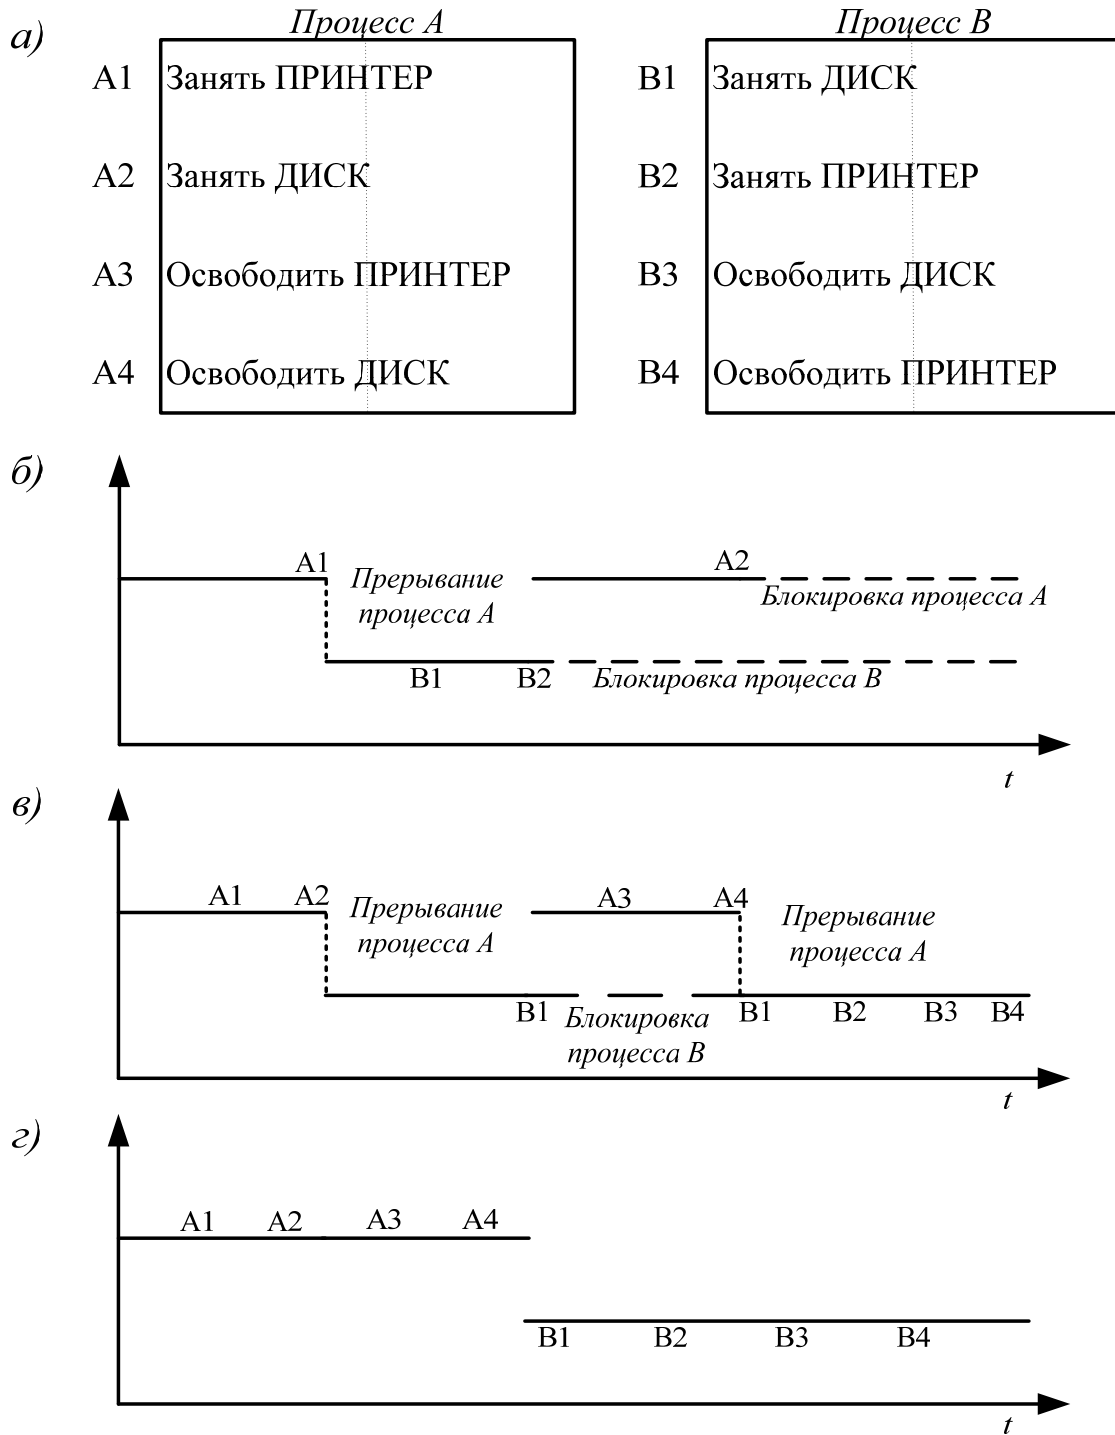 а)
Процесс А
Процесс В
А1 Занять ПРИНТЕР
В1 Занять ДИСК
А2 Занять ДИСК
В2 Занять ПРИНТЕР
А3 Освободить ПРИНТЕР
В3 Освободить ДИСК
А4 Освободить ДИСК
В4 Освободить ПРИНТЕР
б)
А1
Прерывание
процесса А
А2
Блокировка процесса А
В1
В2
Блокировка процесса В
t
в)
А1
А2
Прерывание
процесса А
А3
А4
Прерывание
процесса А
В1
Блокировка
процесса В
В1
В2
В3
В4
t
г)
А1
А2
А3
А4
В1
В2
В3
В4
t